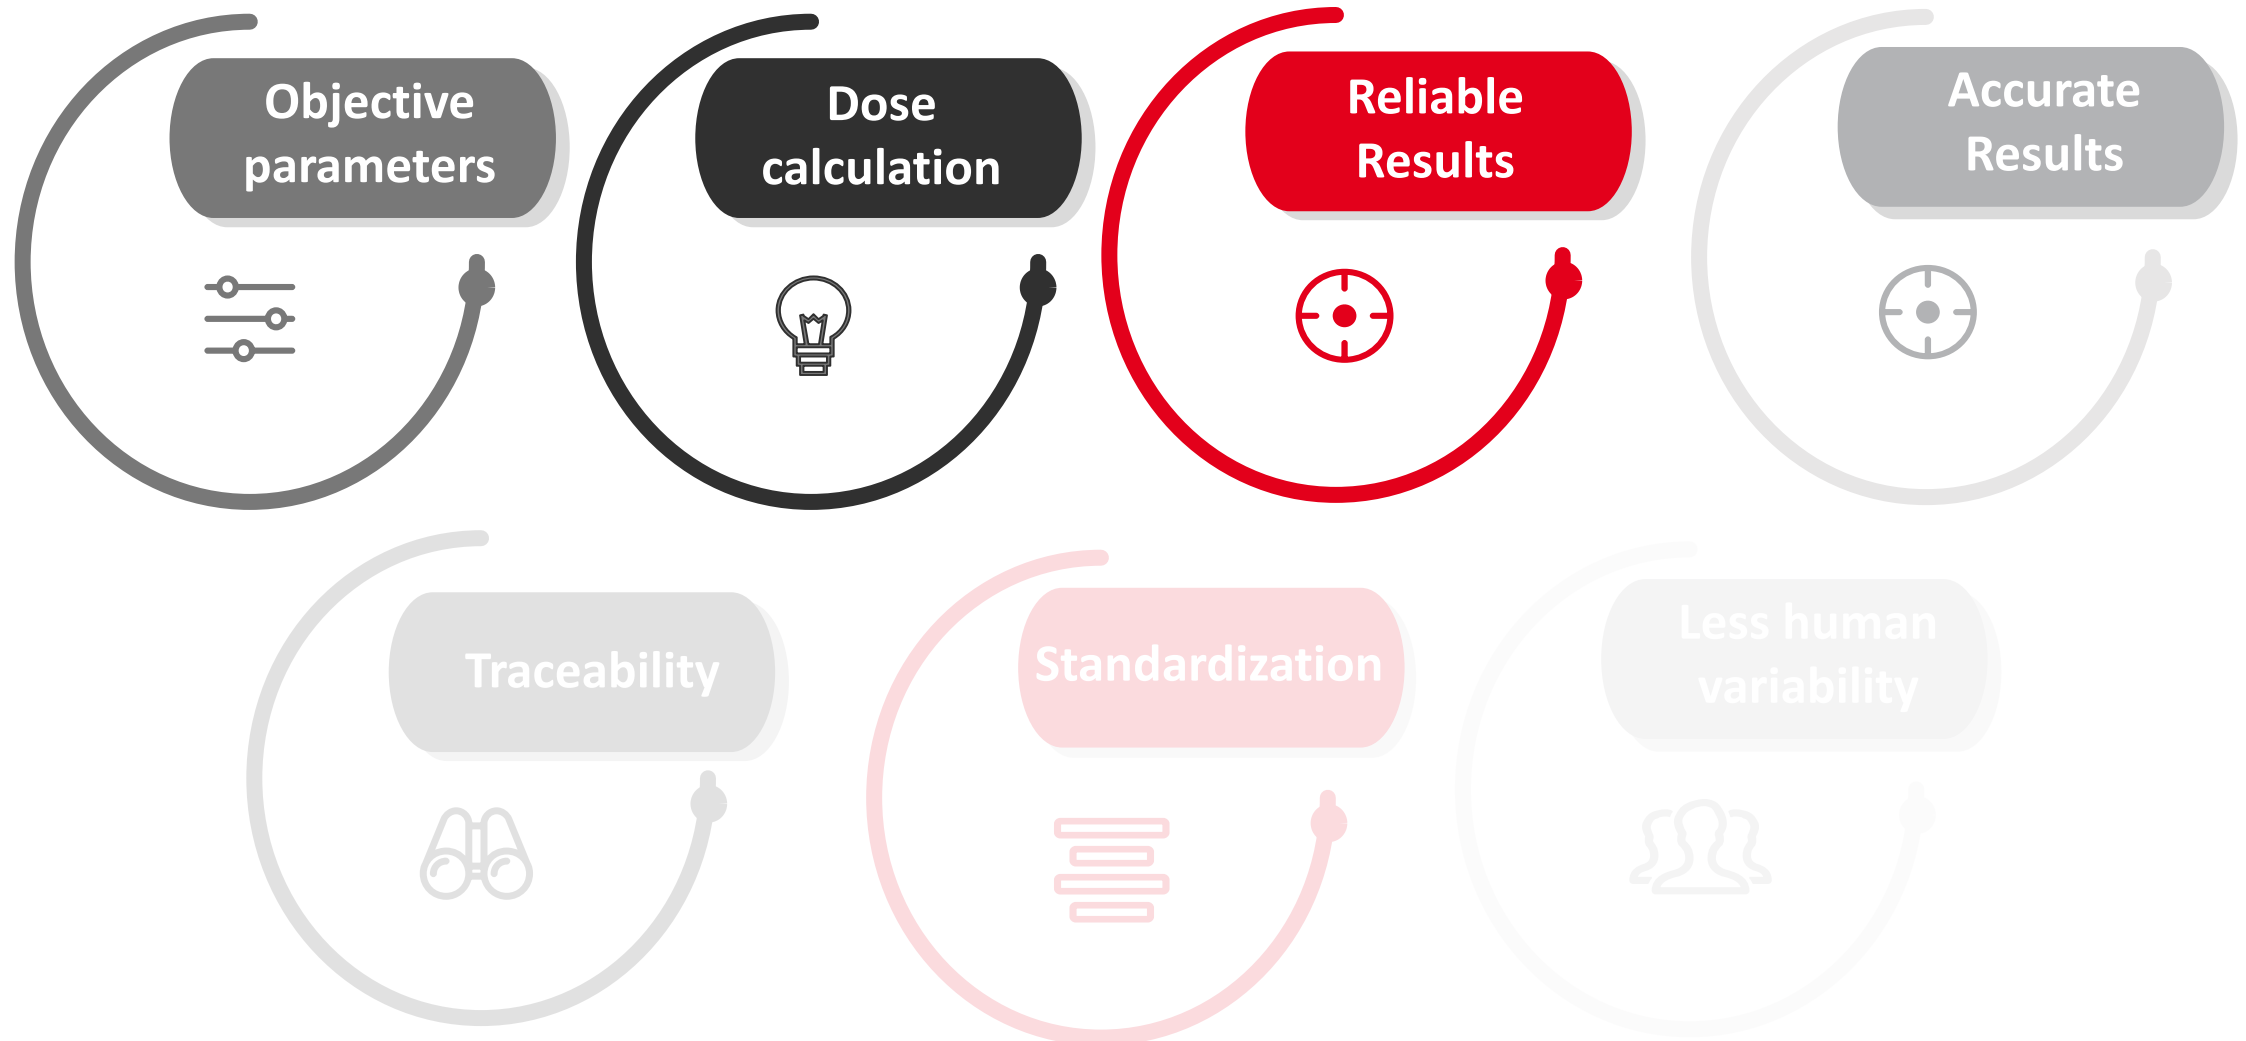 Objective
parameters
Dose
calculation
Reliable
Results
Accurate
Results
Traceability
Standardization
Less human
variability